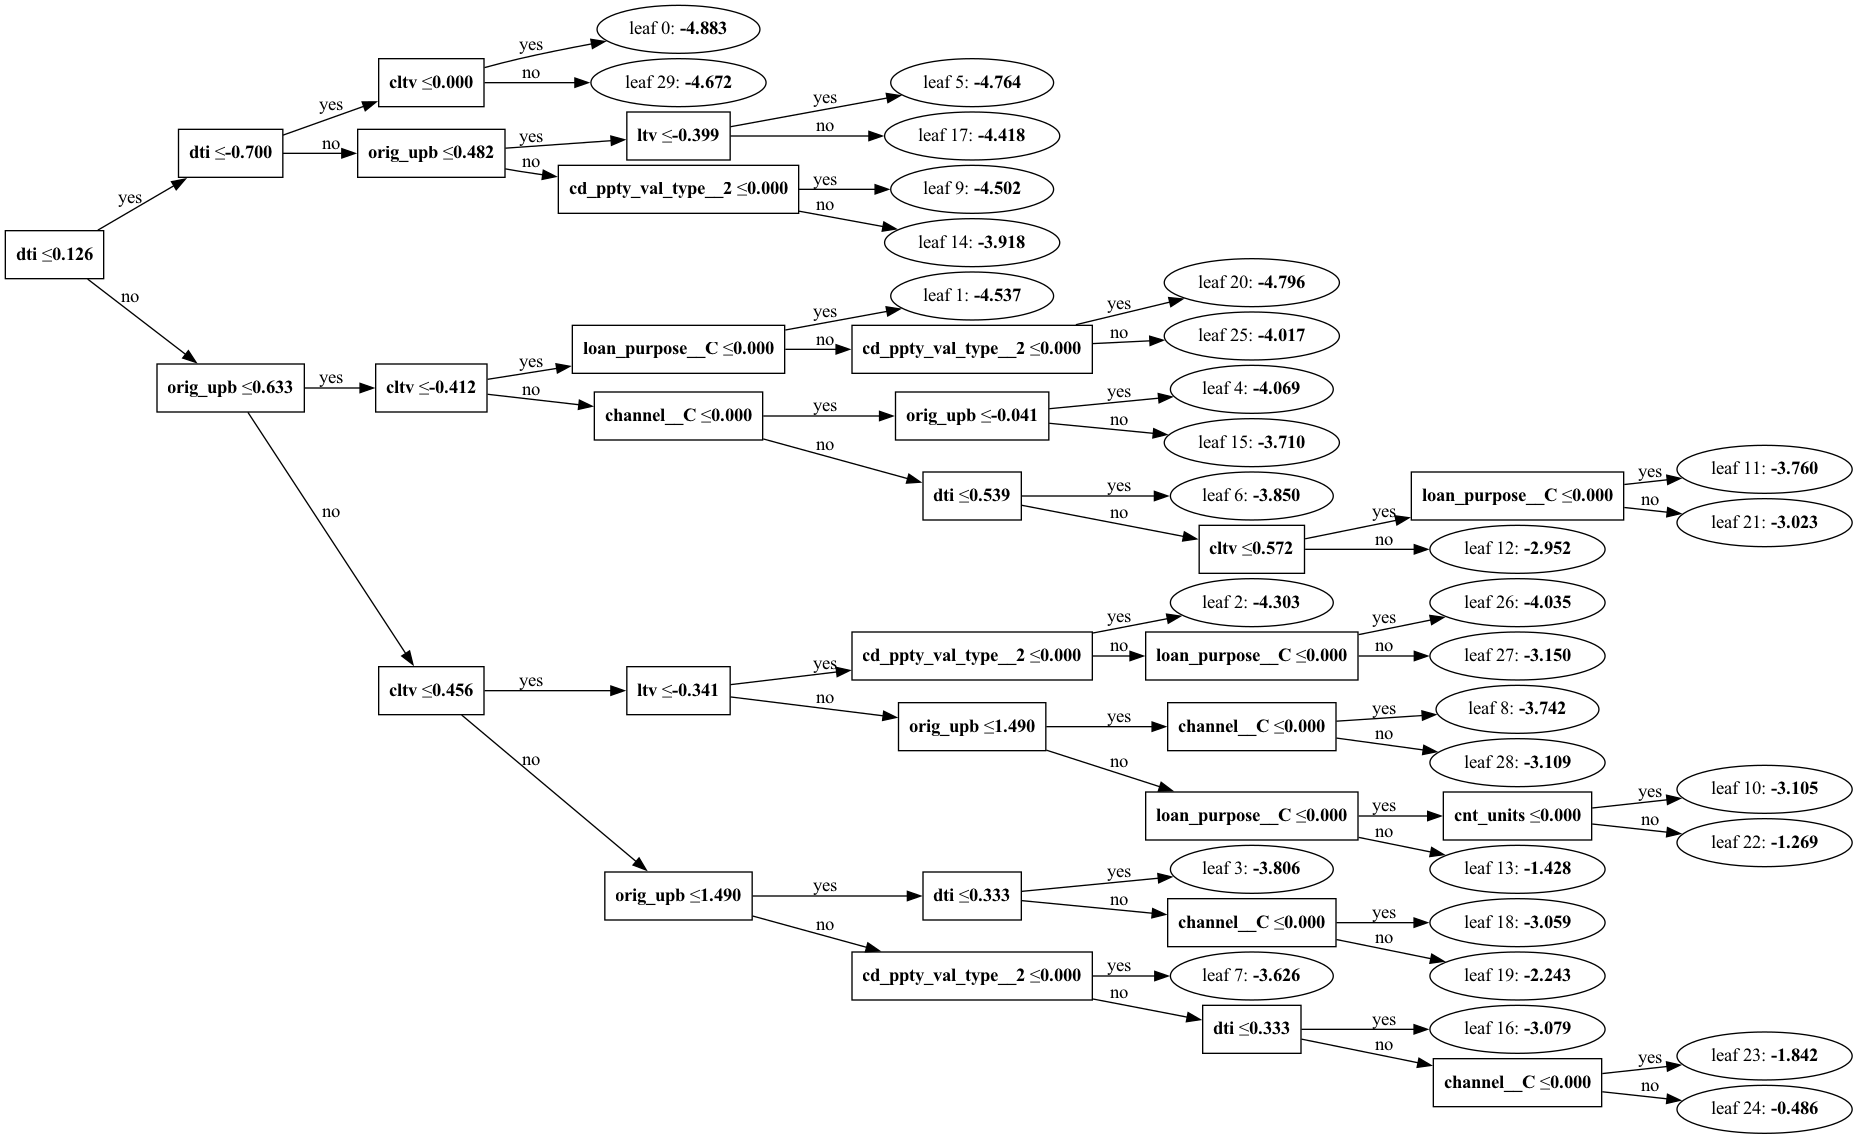 leaf 0: -4.883
yes
cltv ≤0.000
no
leaf 29: -4.672
leaf 5: -4.764
yes
yes
ltv ≤-0.399
no
leaf 17: -4.418
dti ≤-0.700
no
orig_upb ≤0.482
yes
no
cd_ppty_val_type__2 ≤0.000
yes
leaf 9: -4.502
no
yes
leaf 14: -3.918
dti ≤0.126
no
leaf 1: -4.537
yes
leaf 20: -4.796
yes
loan_purpose__C ≤0.000
no
cd_ppty_val_type__2 ≤0.000
no
leaf 25: -4.017
orig_upb ≤0.633
yes
cltv ≤-0.412
yes
no
channel__C ≤0.000
yes
orig_upb ≤-0.041
yes
leaf 4: -4.069
no
leaf 15: -3.710
no
dti ≤0.539
yes
leaf 6: -3.850
no
cltv ≤0.572
yes
loan_purpose__C ≤0.000
yes
leaf 11: -3.760
no
leaf 21: -3.023
no
leaf 12: -2.952
no
cltv ≤0.456
yes
ltv ≤-0.341
yes
cd_ppty_val_type__2 ≤0.000
yes
leaf 2: -4.303
no
loan_purpose__C ≤0.000
yes
leaf 26: -4.035
no
leaf 27: -3.150
no
orig_upb ≤1.490
yes
channel__C ≤0.000
yes
leaf 8: -3.742
no
leaf 28: -3.109
no
loan_purpose__C ≤0.000
yes
cnt_units ≤0.000
yes
leaf 10: -3.105
no
leaf 22: -1.269
no
leaf 13: -1.428
no
orig_upb ≤1.490
yes
dti ≤0.333
yes
leaf 3: -3.806
no
channel__C ≤0.000
yes
leaf 18: -3.059
no
leaf 19: -2.243
no
cd_ppty_val_type__2 ≤0.000
yes
leaf 7: -3.626
no
dti ≤0.333
yes
leaf 16: -3.079
no
channel__C ≤0.000
yes
leaf 23: -1.842
no
leaf 24: -0.486